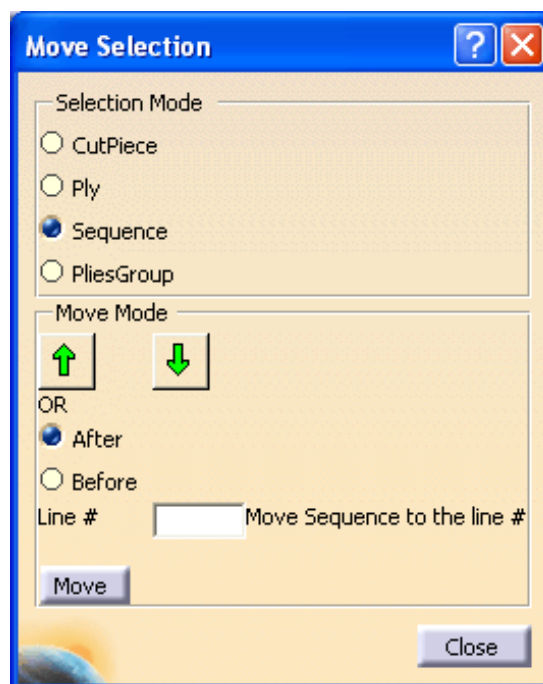 Move Selection
?
Selection Mode
CutPiece
Ply
Sequence
PliesGroup
Move Mode
OR
After
Before
Line # Move Sequence to the line #
Move
Close